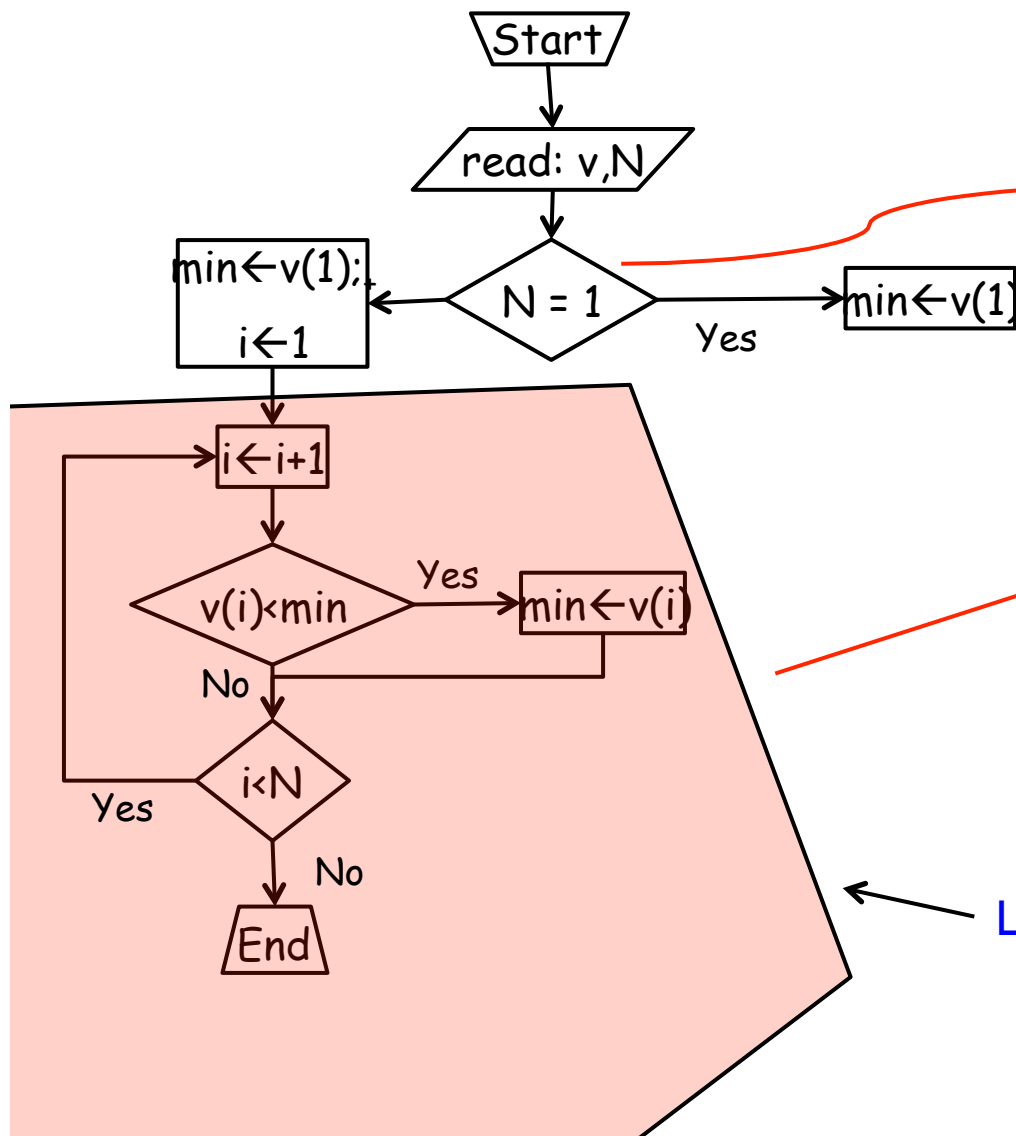 Start
read: v,N
min←v(1);
i←1
N = 1
Yes
min←v(1)
i←i+1
v(i)<min
Yes
min←v(i)
No
i<N
Yes
No
End
L